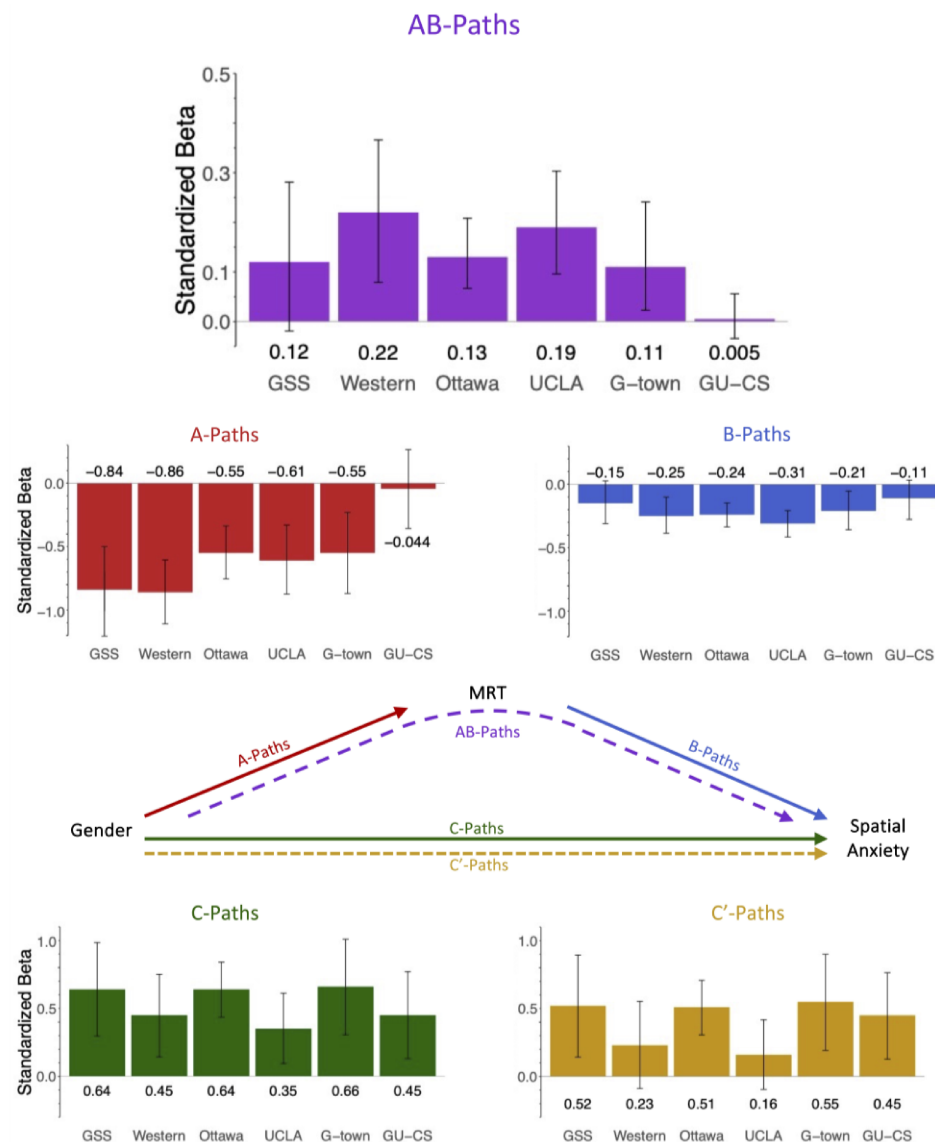 AB-Paths
Standardized Beta
0.5
0.3
0.1
0.0
0.12 0.22 0.13 0.19 0.11 0.005
GSS Western Ottawa UCLA G-town GU-CS
A-Paths
Standardized Beta
0.0
−0.5
−1.0
−0.84 −0.86 −0.55 −0.61 −0.55
−0.044
GSS Western Ottawa UCLA G-town GU-CS
B-Paths
0.0
−0.5
−1.0
−0.15 −0.25 −0.24 −0.31 −0.21 −0.11
GSS Western Ottawa UCLA G-town GU-CS
MRT
A-Paths
AB-Paths
B-Paths
Gender
C-Paths
C′-Paths
Spatial
Anxiety
C-Paths
Standardized Beta
1.0
0.5
0.0
0.64 0.45 0.64 0.35 0.66 0.45
GSS Western Ottawa UCLA G-town GU-CS
C′-Paths
1.0
0.5
0.0
0.52 0.23 0.51 0.16 0.55 0.45
GSS Western Ottawa UCLA G-town GU-CS